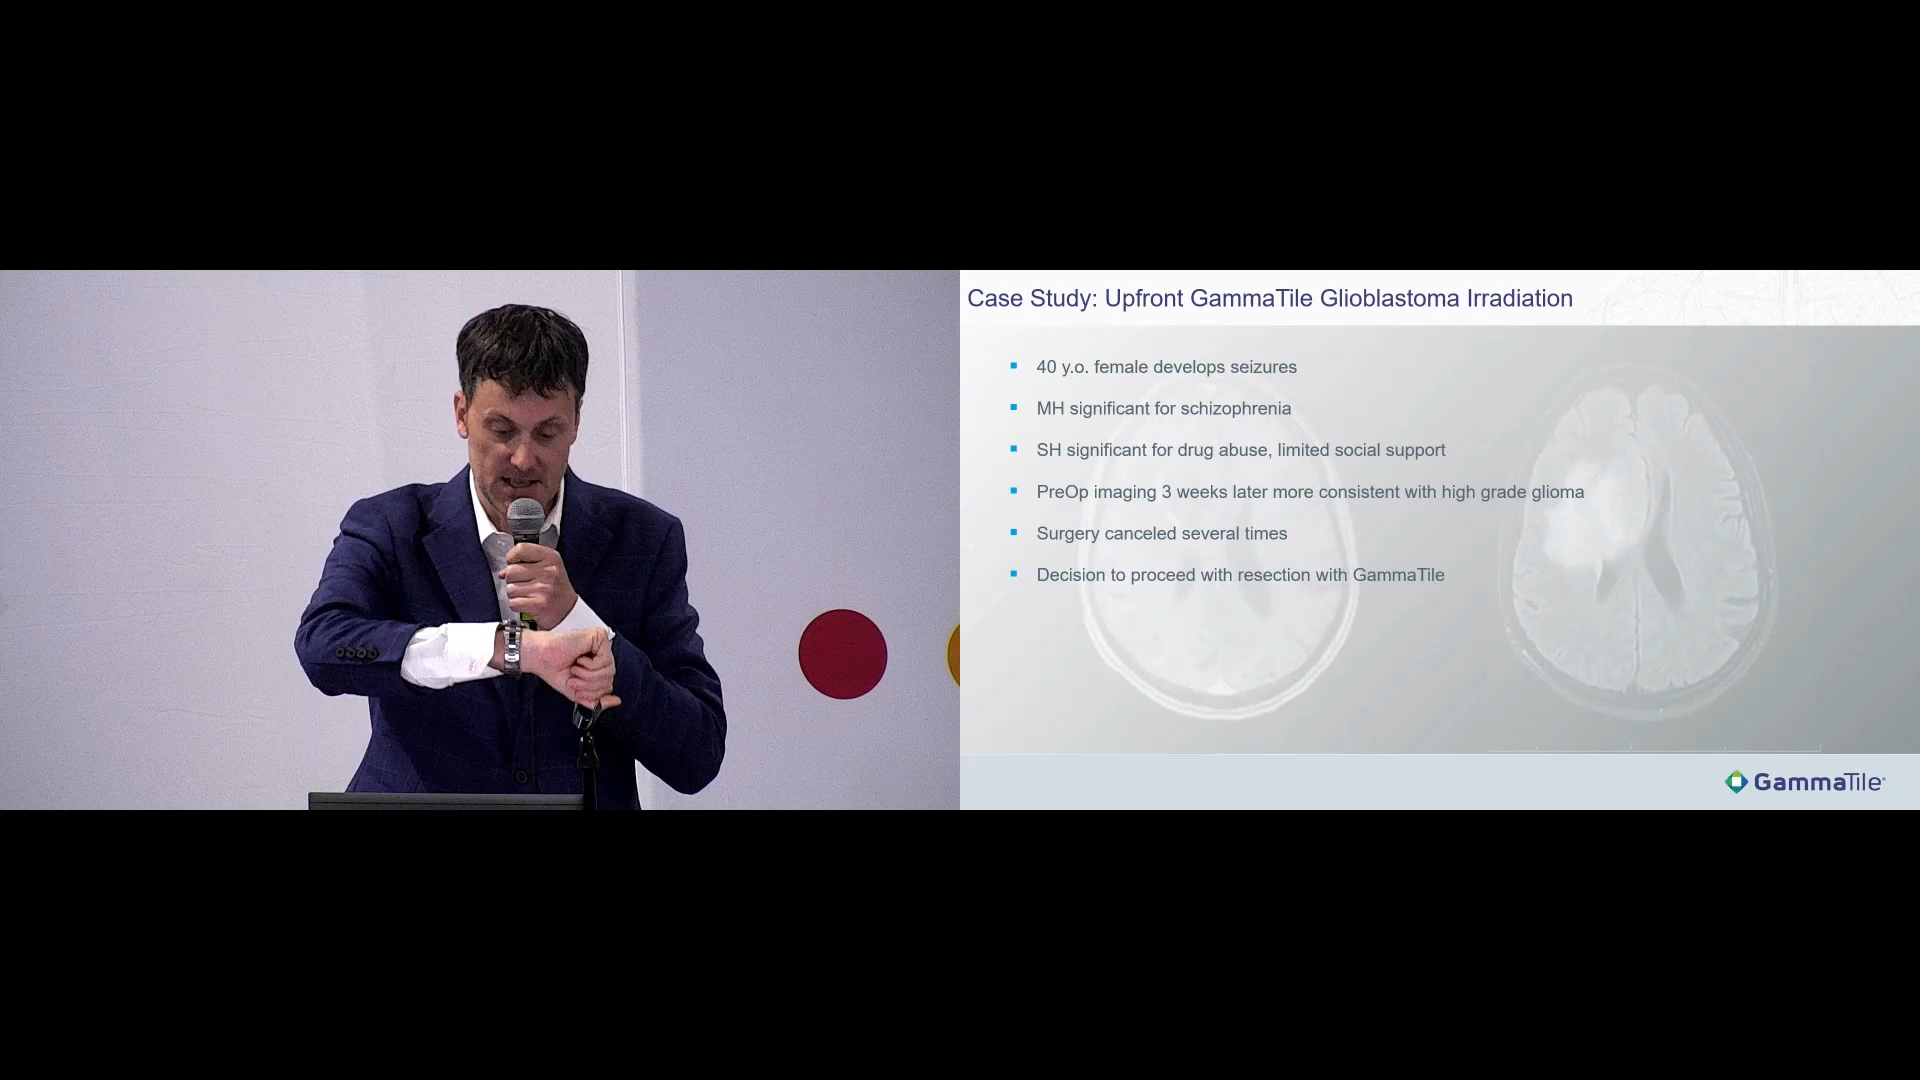 Case Study: Upfront GammaTile Glioblastoma Irradiation
40 y.o. female develops seizures
MH significant for schizophrenia
SH significant for drug abuse, limited social support
PreOp imaging 3 weeks later more consistent with high grade glioma
Surgery canceled several times
Decision to proceed with resection with GammaTile
GammaTile